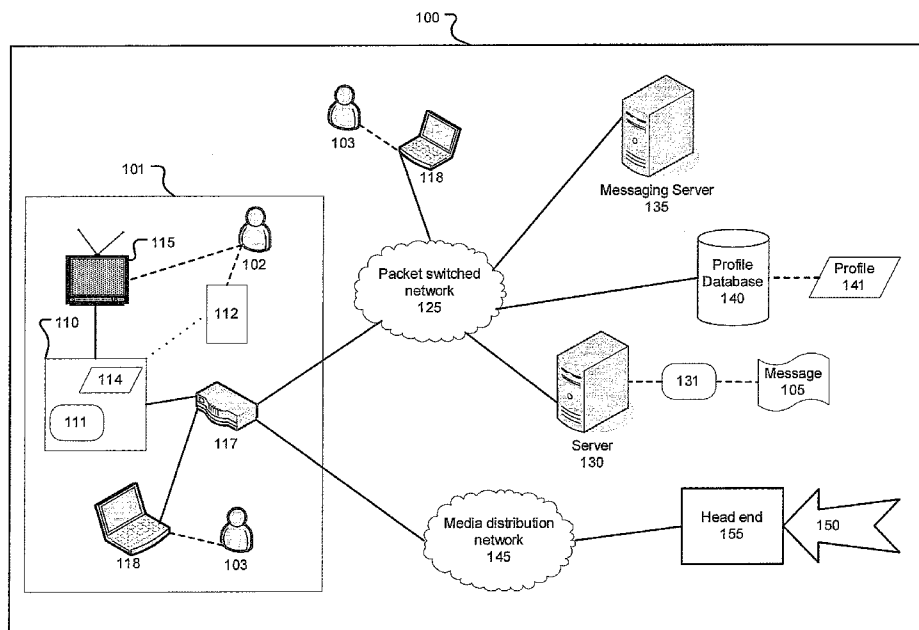 100
103
118
Messaging Server
135
101
115
102
Packet switched
network
125
Profile
Database
140
Profile
141
110
112
114
111
117
131
Message
105
Server
130
118
103
Media distribution
network
145
Head end
155
150